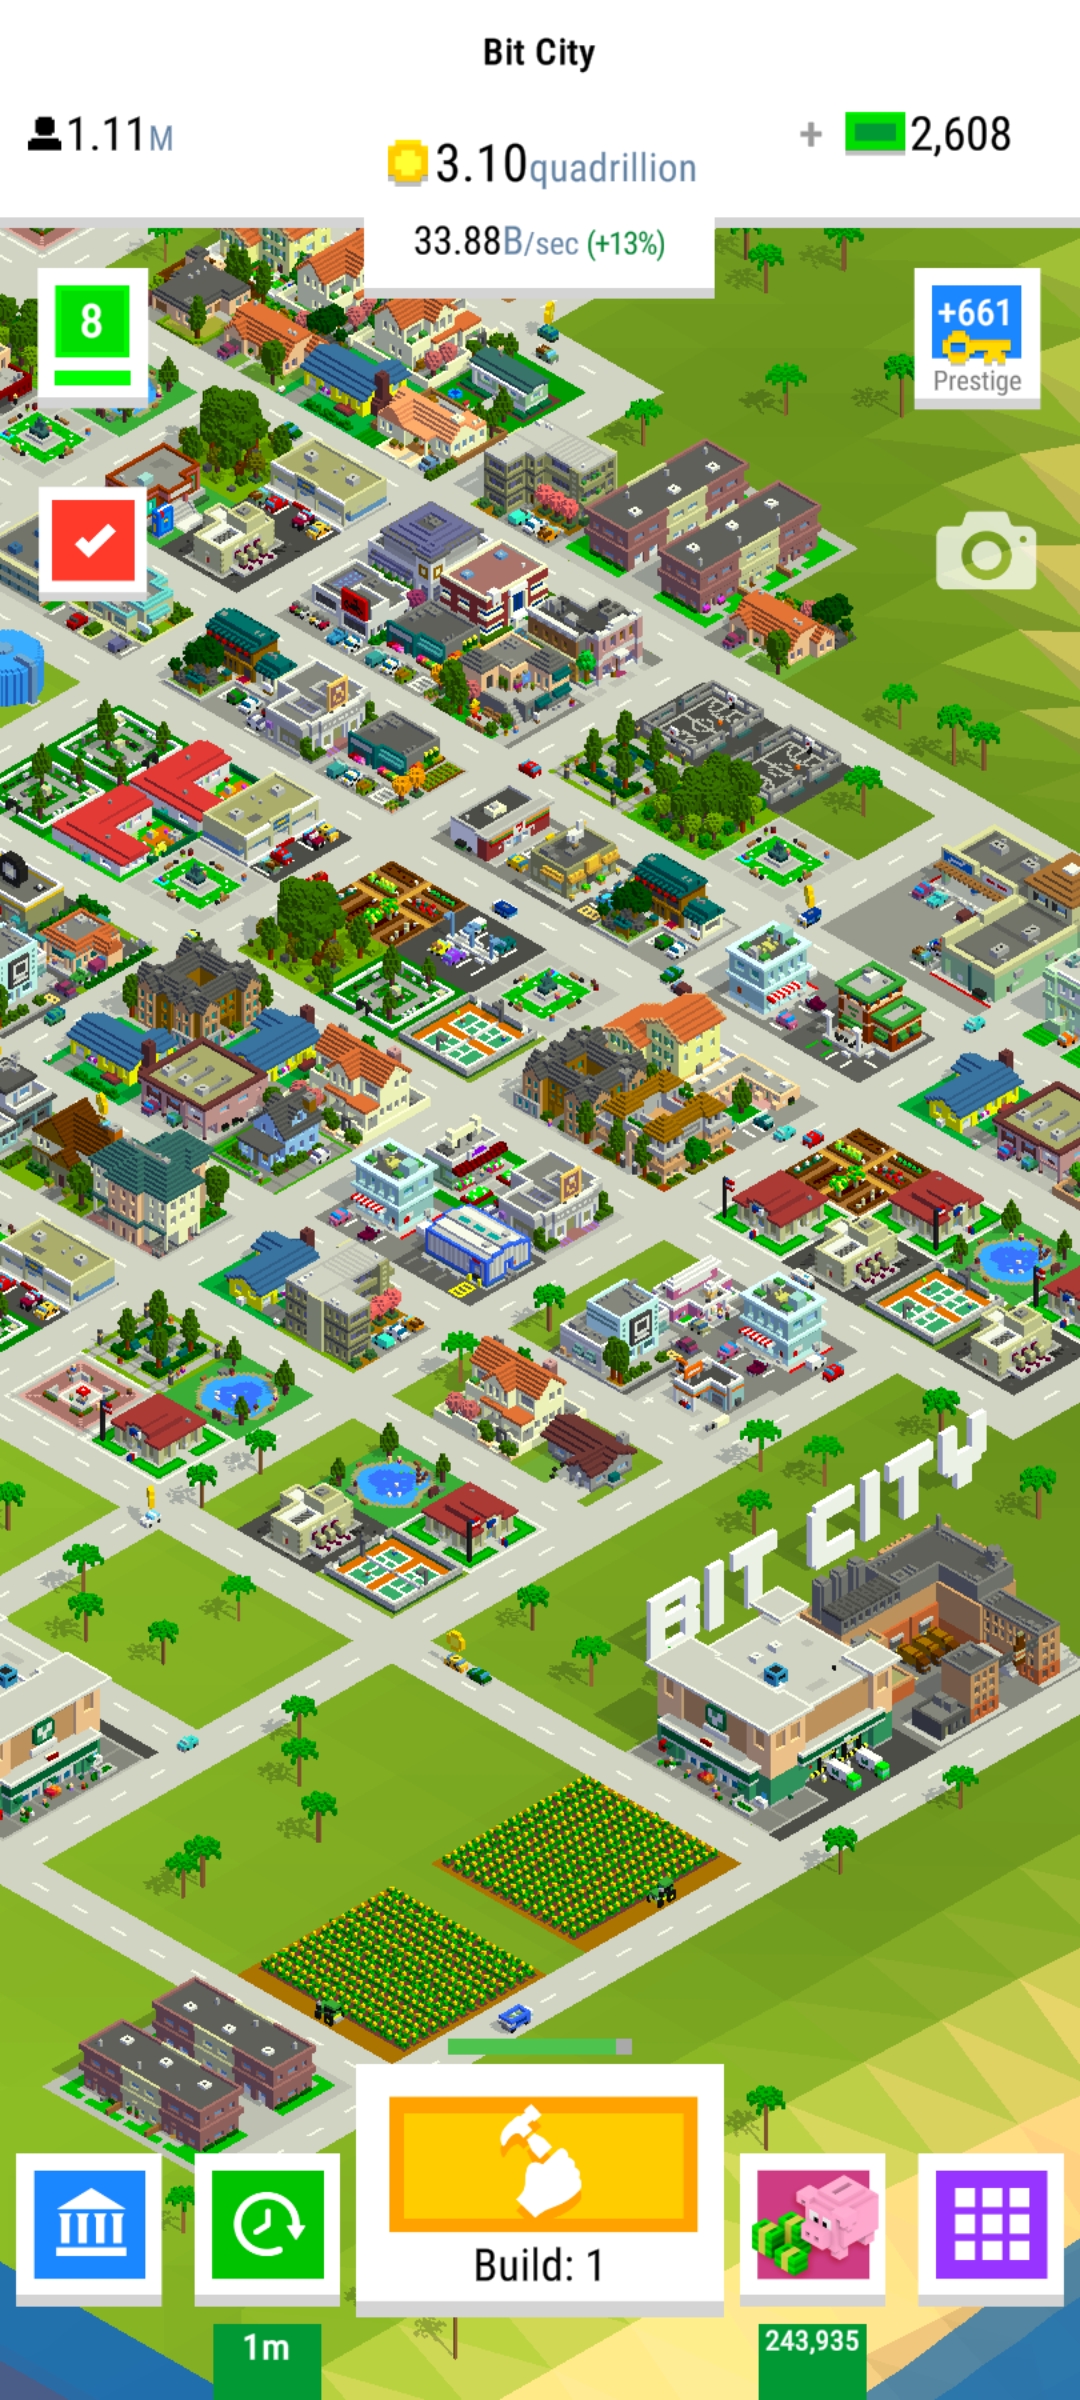 Bit City
1.11M
3.10quadrillion
+ 2,608
33.88B/sec (+13%)
8
+661
Prestige
BIT CITY
Build: 1
1m
243,935